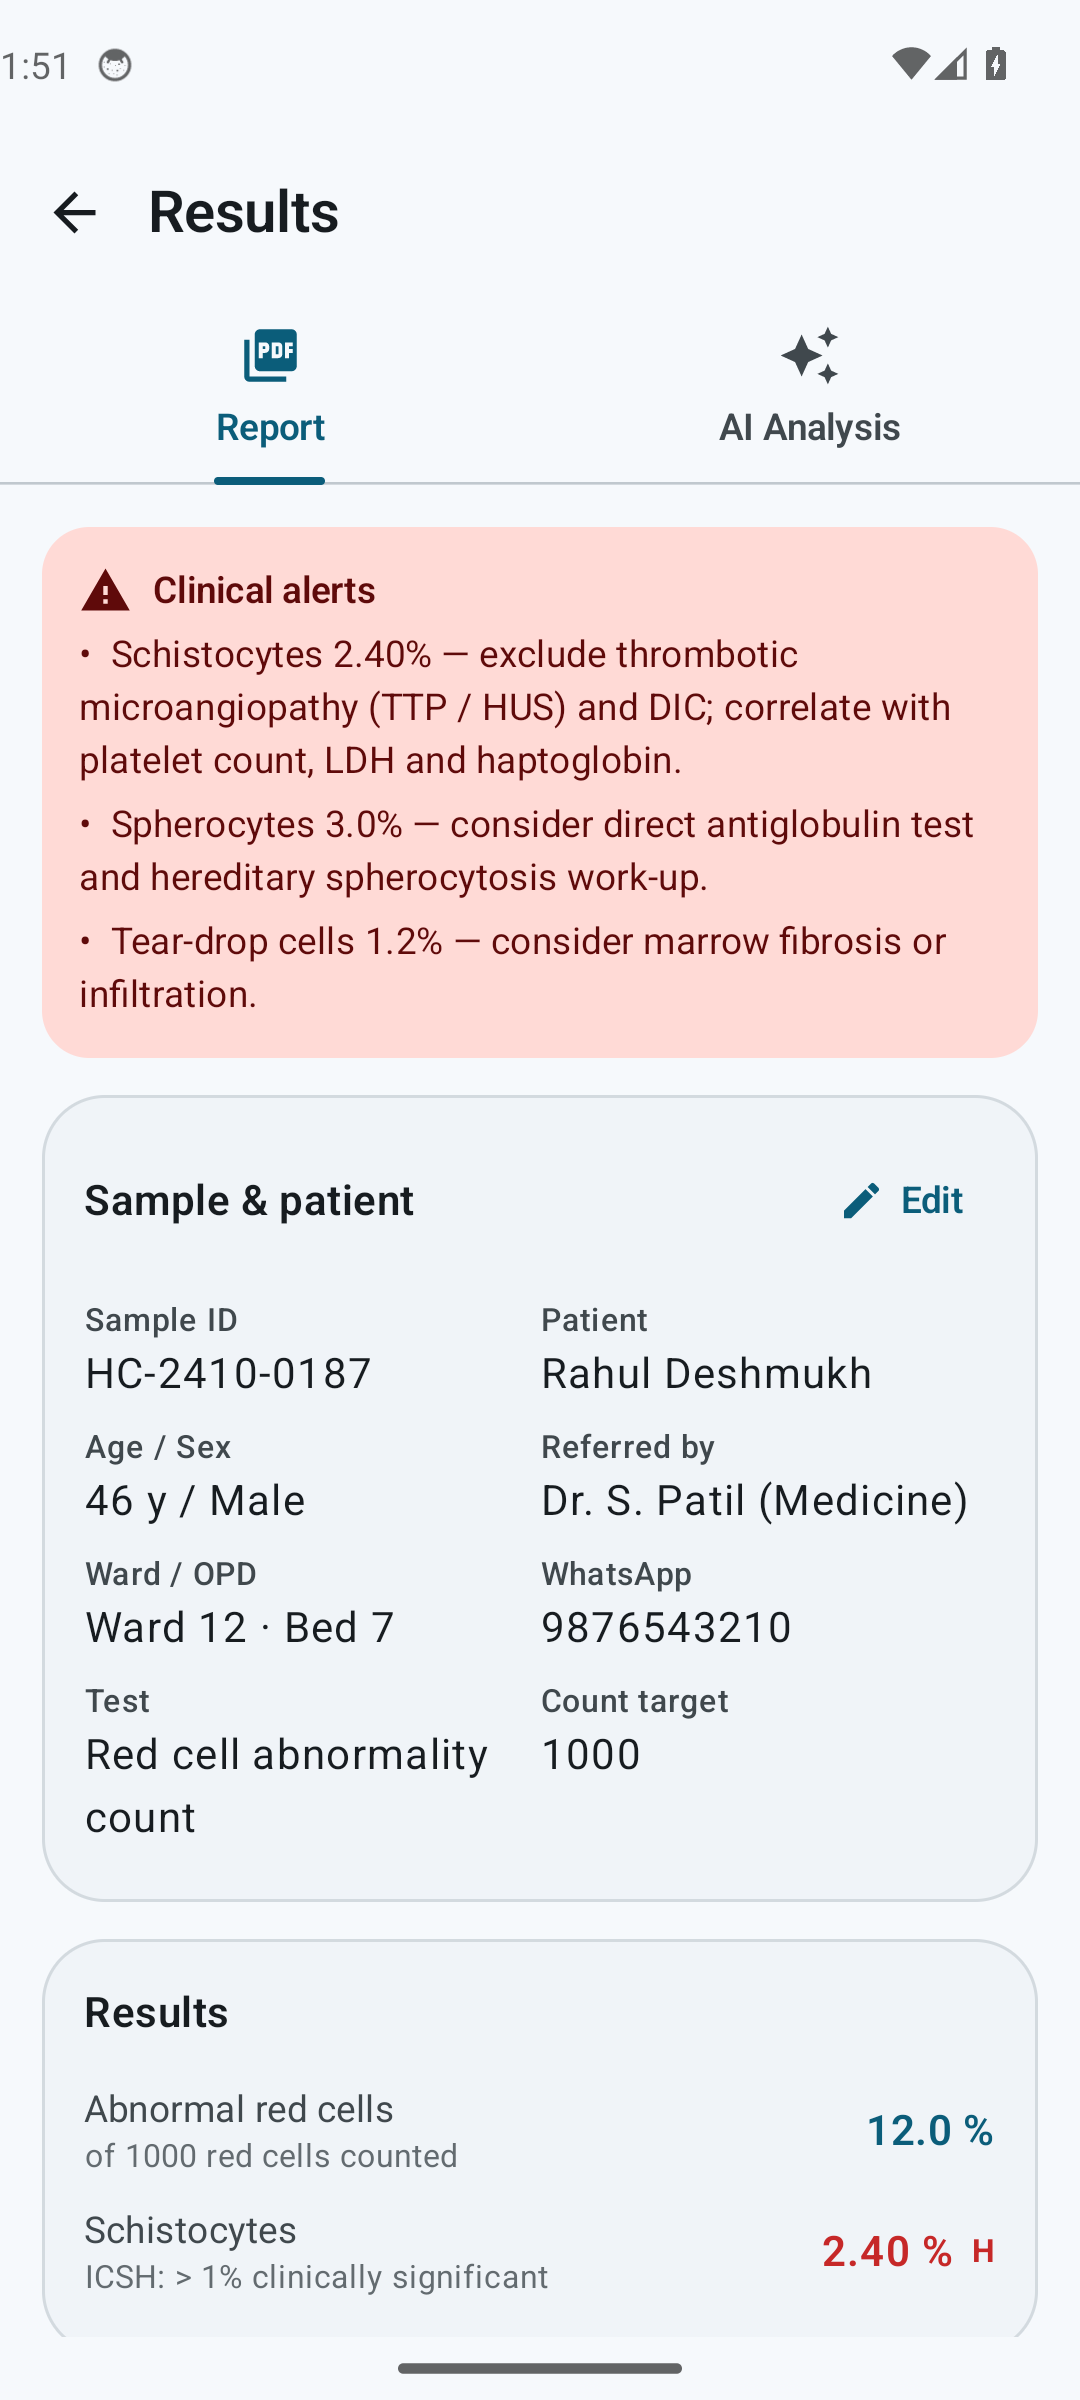 1:51
Results
PDF
Report
AI Analysis
Clinical alerts
• Schistocytes 2.40% — exclude thrombotic
microangiopathy (TTP / HUS) and DIC; correlate with
platelet count, LDH and haptoglobin.
• Spherocytes 3.0% — consider direct antiglobulin test
and hereditary spherocytosis work-up.
• Tear-drop cells 1.2% — consider marrow fibrosis or
infiltration.
Sample & patient
Edit
Sample ID
HC-2410-0187
Patient
Rahul Deshmukh
Age / Sex
46 y / Male
Referred by
Dr. S. Patil (Medicine)
Ward / OPD
Ward 12 · Bed 7
WhatsApp
9876543210
Test
Red cell abnormality
count
Count target
1000
Results
Abnormal red cells
of 1000 red cells counted
12.0 %
Schistocytes
ICSH: > 1% clinically significant
2.40 % H